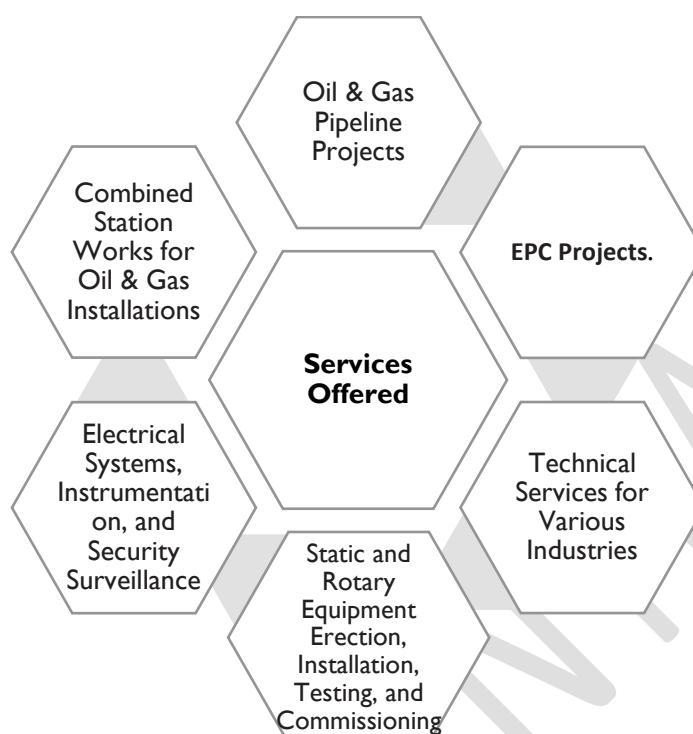 Oil & Gas
Pipeline
Projects
EPC Projects.
Technical
Services for
Various
Industries
Static and
Rotary
Equipment
Erection,
Installation,
Testing, and
Commissioning
Electrical
Systems,
Instrumentati
on, and
Security
Surveillance
Combined
Station
Works for
Oil & Gas
Installations
Services
Offered